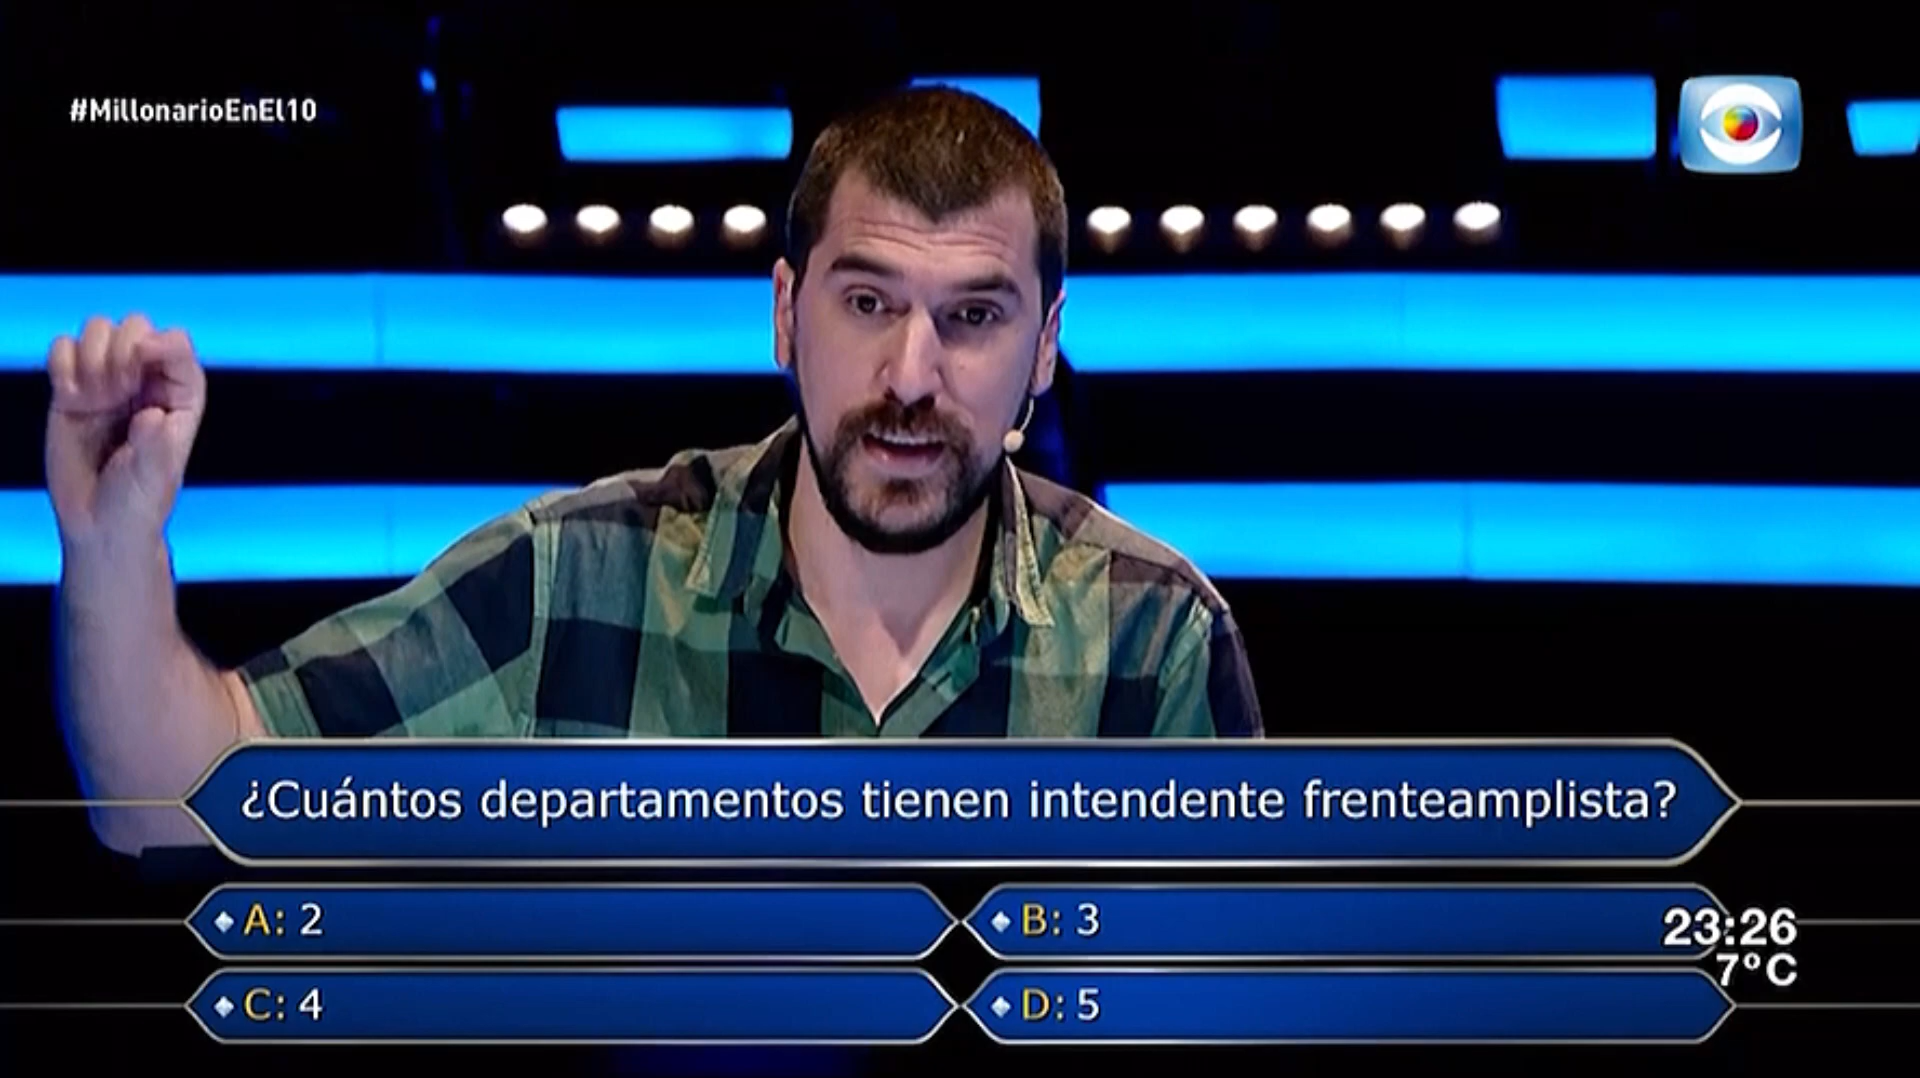 #MillonarioEnEl10
¿Cuántos departamentos tienen intendente frenteamplista?
A: 2
B: 3
C: 4
D: 5
23:26
7°C